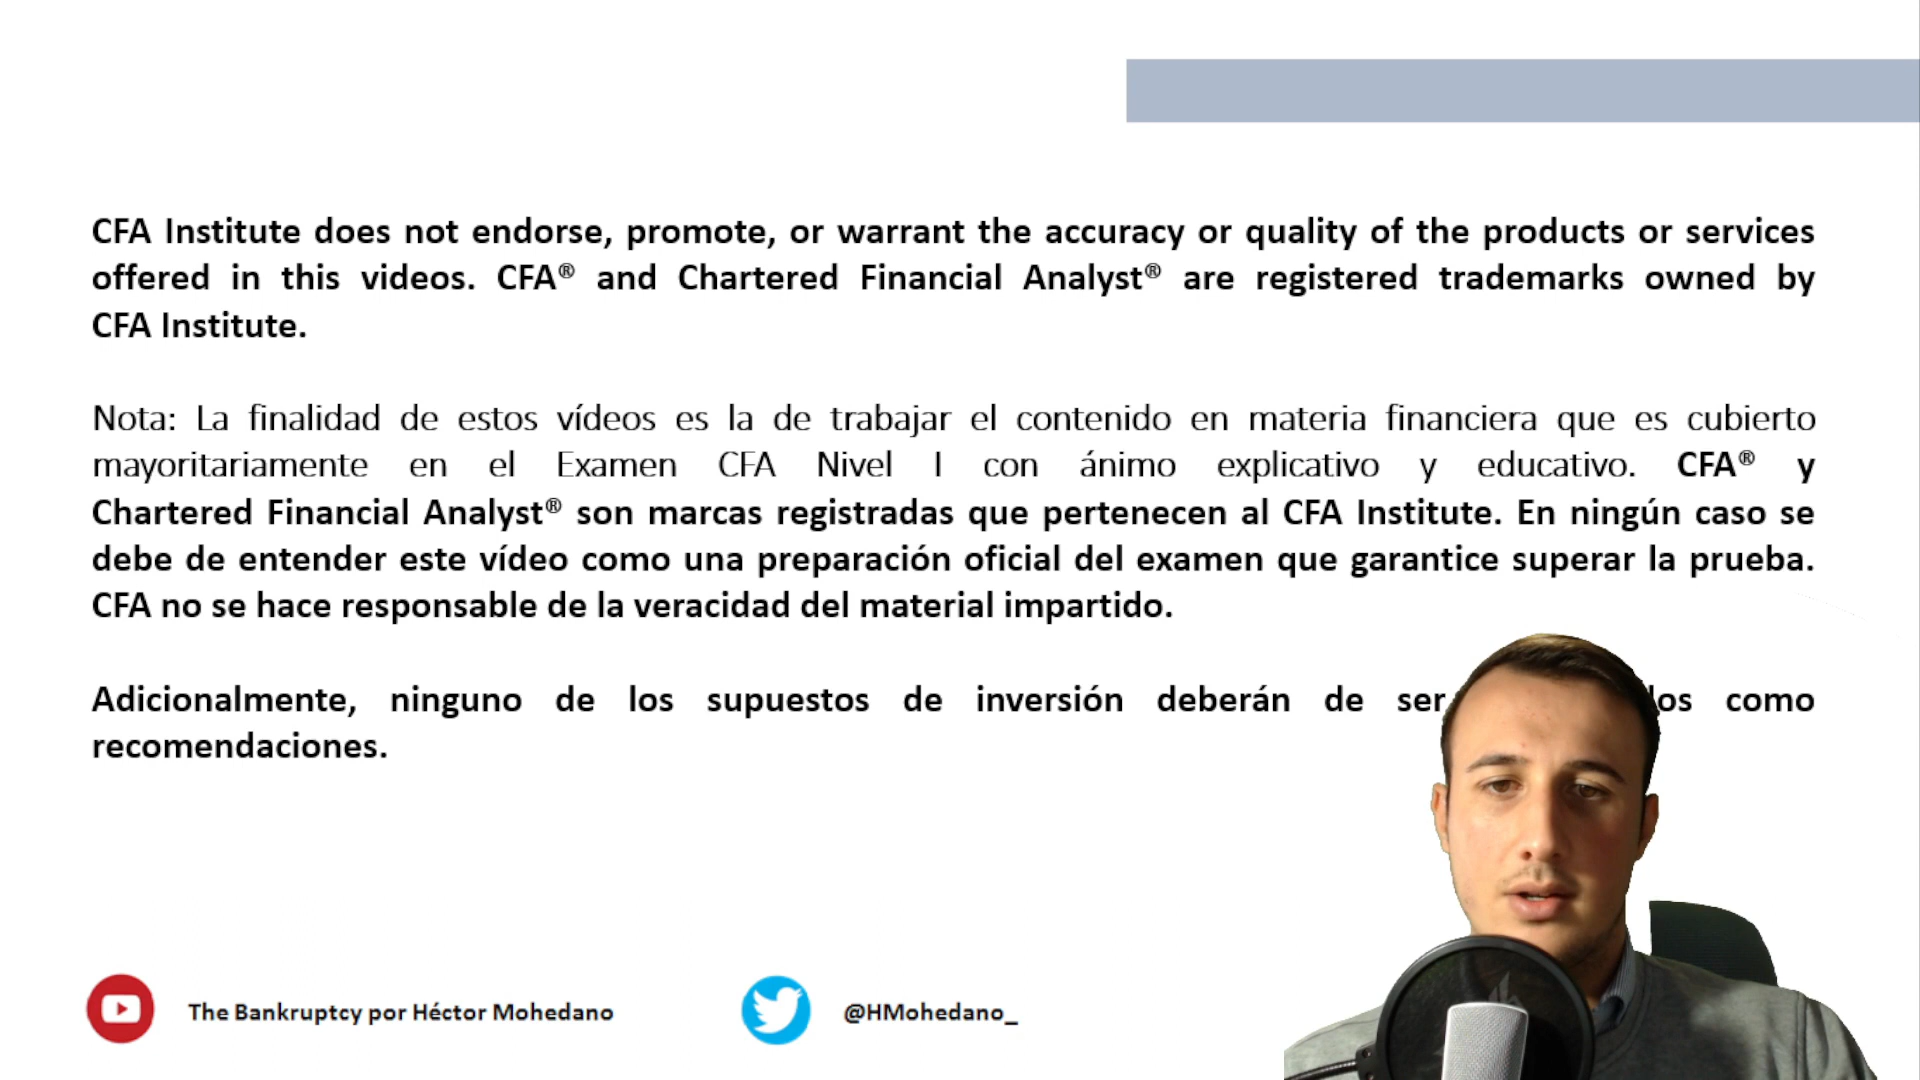 CFA Institute does not endorse, promote, or warrant the accuracy or quality of the products or services
offered in this videos. CFA® and Chartered Financial Analyst® are registered trademarks owned by
CFA Institute.
Nota: La finalidad de estos vídeos es la de trabajar el contenido en materia financiera que es cubierto
mayoritariamente en el Examen CFA Nivel I con ánimo explicativo y educativo. CFA® y
Chartered Financial Analyst® son marcas registradas que pertenecen al CFA Institute. En ningún caso se
debe de entender este vídeo como una preparación oficial del examen que garantice superar la prueba.
CFA no se hace responsable de la veracidad del material impartido.
Adicionalmente, ninguno de los supuestos de inversión deberán de ser como
recomendaciones.
The Bankruptcy por Héctor Mohedano
@HMohedano_